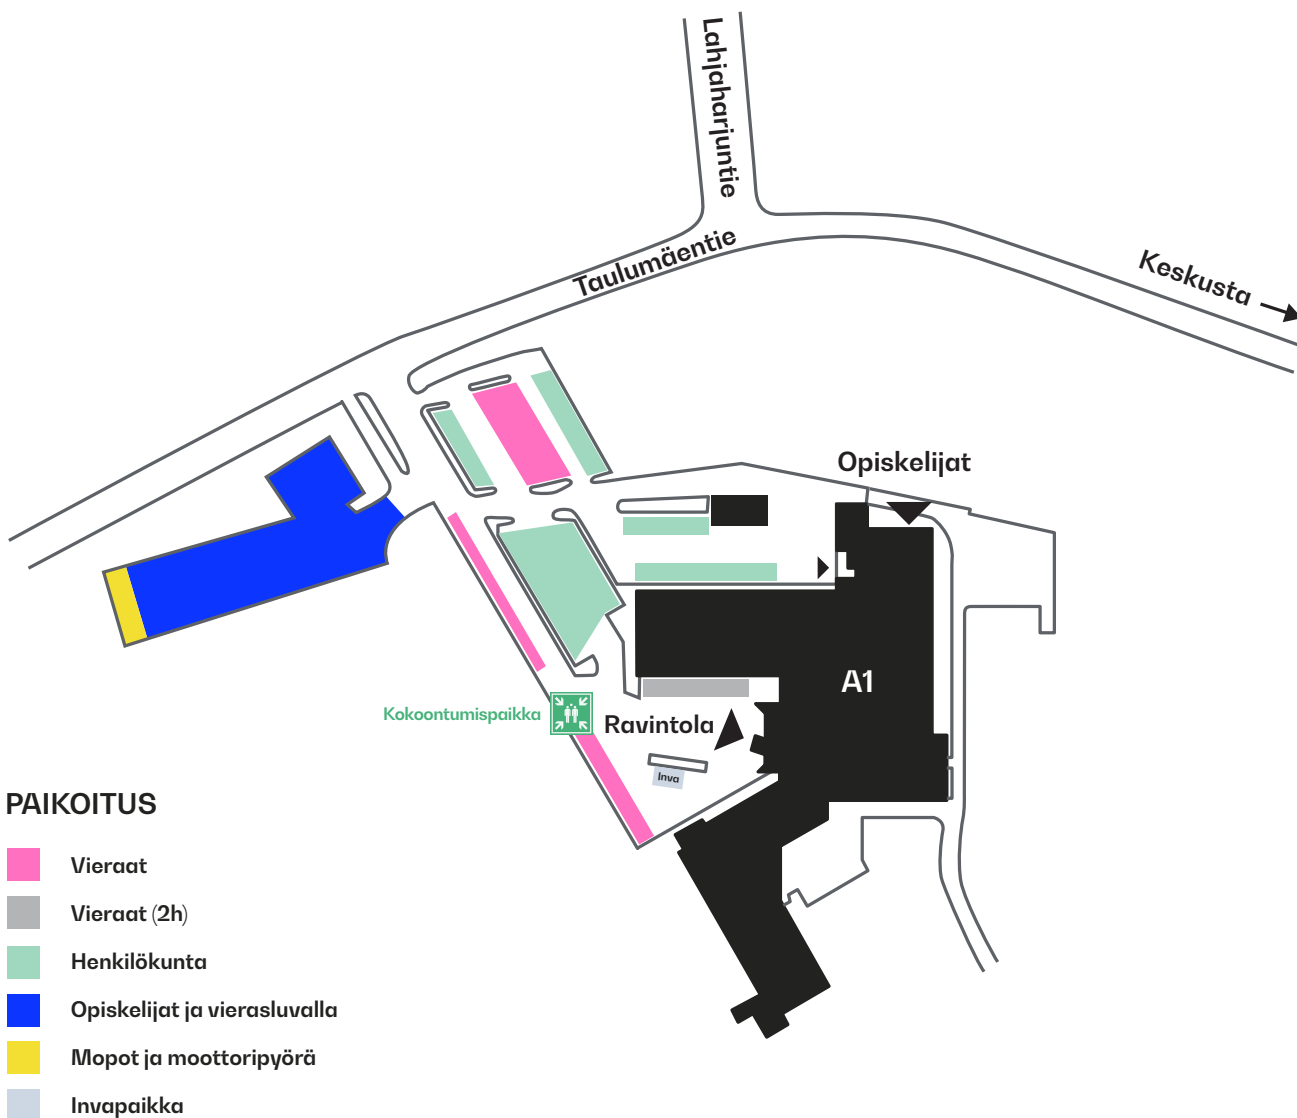 Lahjaharjuntie
Taulumäentie
Keskusta
Opiskelijat
A1
Kokoontumispaikka
Ravintola
Inva
PAIKOITUS
Vieraat
Vieraat (2h)
Henkilökunta
Opiskelijat ja vierasluvalla
Mopot ja moottoripyörä
Invapaikka